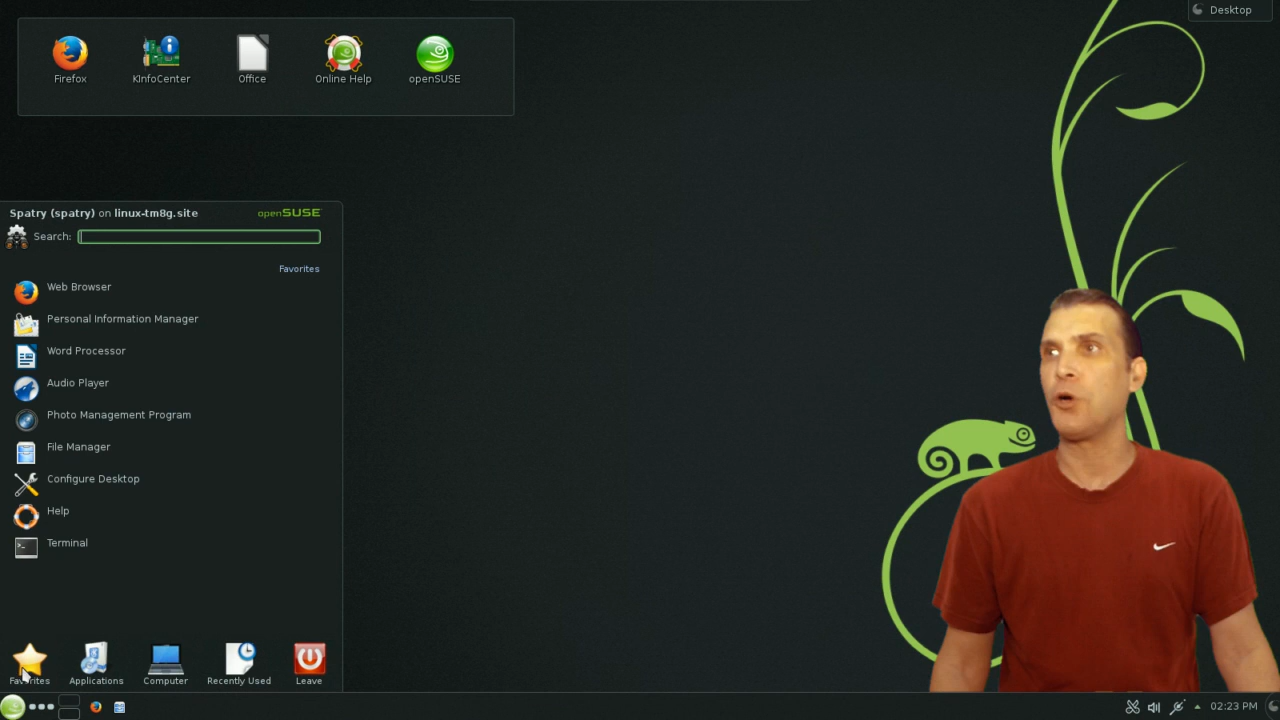 Desktop
Firefox
KInfoCenter
Office
Online Help
openSUSE
Spatry (spatry) on linux-tm8g.site
openSUSE
Search:
Favorites
Web Browser
Personal Information Manager
Word Processor
Audio Player
Photo Management Program
File Manager
Configure Desktop
Help
Terminal
Favorites
Applications
Computer
Recently Used
Leave
02:23 PM